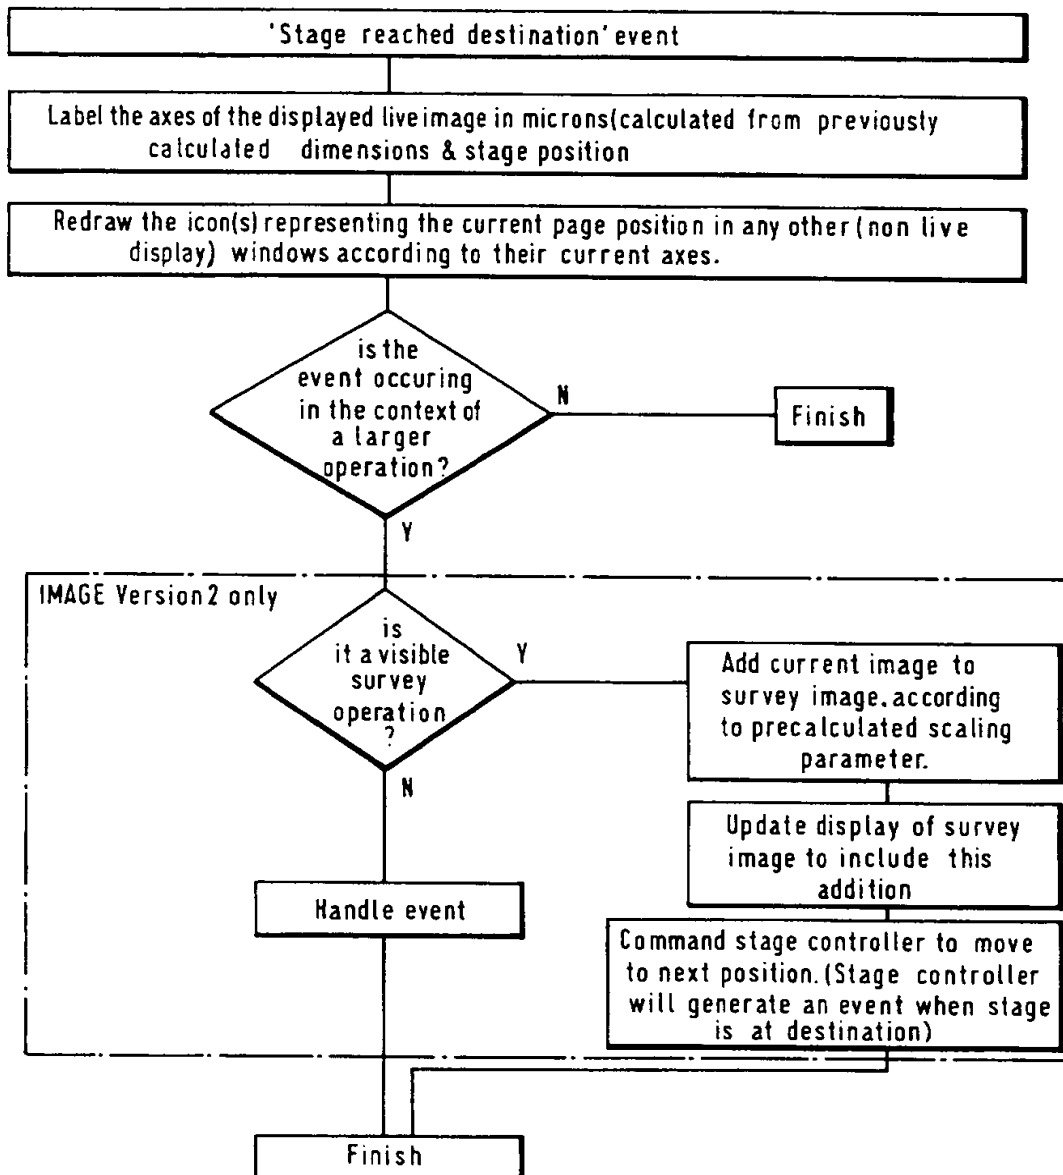 'Stage reached destination' event
Label the axes of the displayed live image in microns(calculated from previously
calculated dimensions & stage position
Redraw the icon(s) representing the current page position in any other (non live
display) windows according to their current axes.
is the
event occuring
in the context of
a larger
operation?
N
Finish
Y
IMAGE Version 2 only
is
it a visible
survey
operation
?
Y
Add current image to
survey image. according
to precalculated scaling
parameter.
N
Update display of survey
image to include this
addition
Handle event
Command stage controller to move
to next position. (Stage controller
will generate an event when stage
is at destination)
Finish